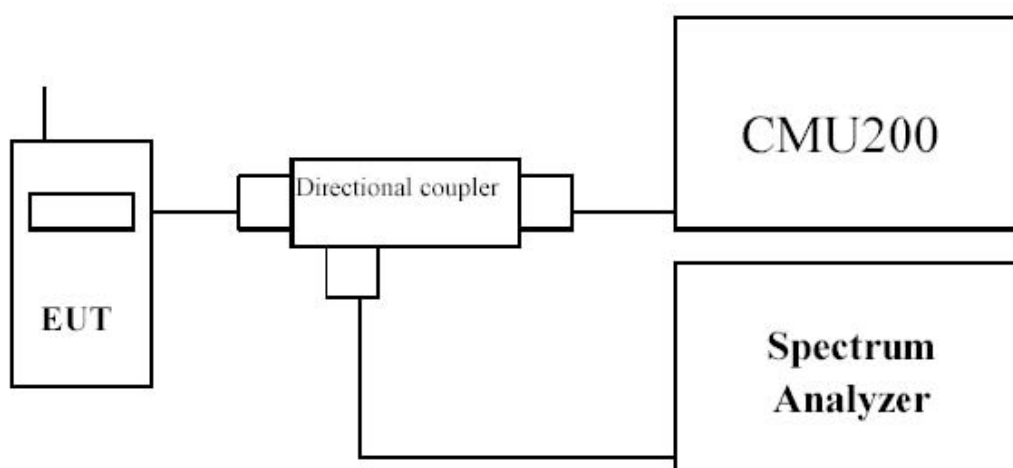 CMU200
Directional coupler
EUT
Spectrum
Analyzer